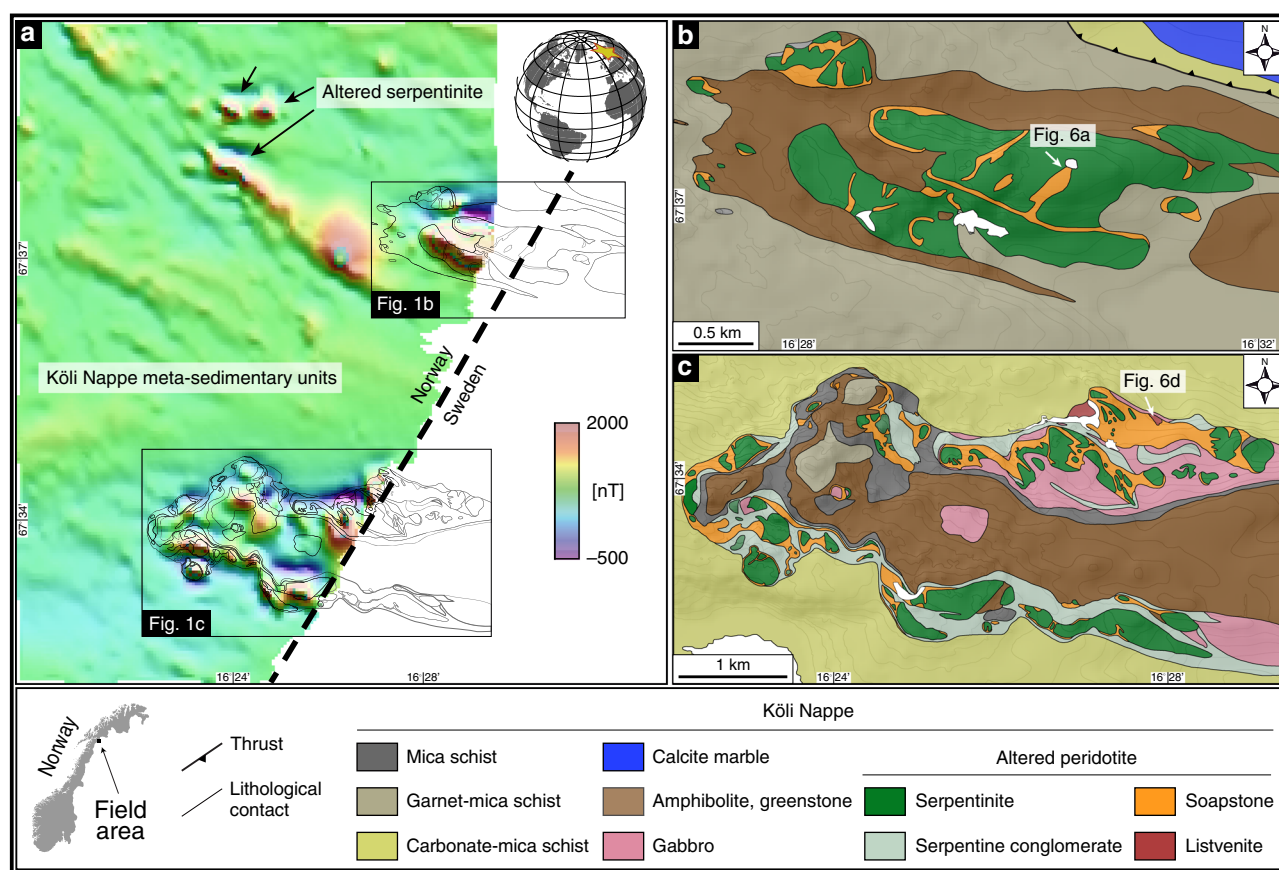 a
Altered serpentinite
67°37'
Fig. 1b
Köli Nappe meta-sedimentary units
Norway
Sweden
2000
[nT]
–500
67°34'
Fig. 1c
16°24'
16°28'
b
N
Fig. 6a
67°37'
0.5 km
16°28'
16°32'
c
N
Fig. 6d
67°34'
1 km
16°24'
16°28'
Norway
Field
area
Thrust
Lithological
contact
Köli Nappe
Mica schist
Garnet-mica schist
Carbonate-mica schist
Calcite marble
Amphibolite, greenstone
Gabbro
Altered peridotite
Serpentinite
Serpentine conglomerate
Soapstone
Listvenite